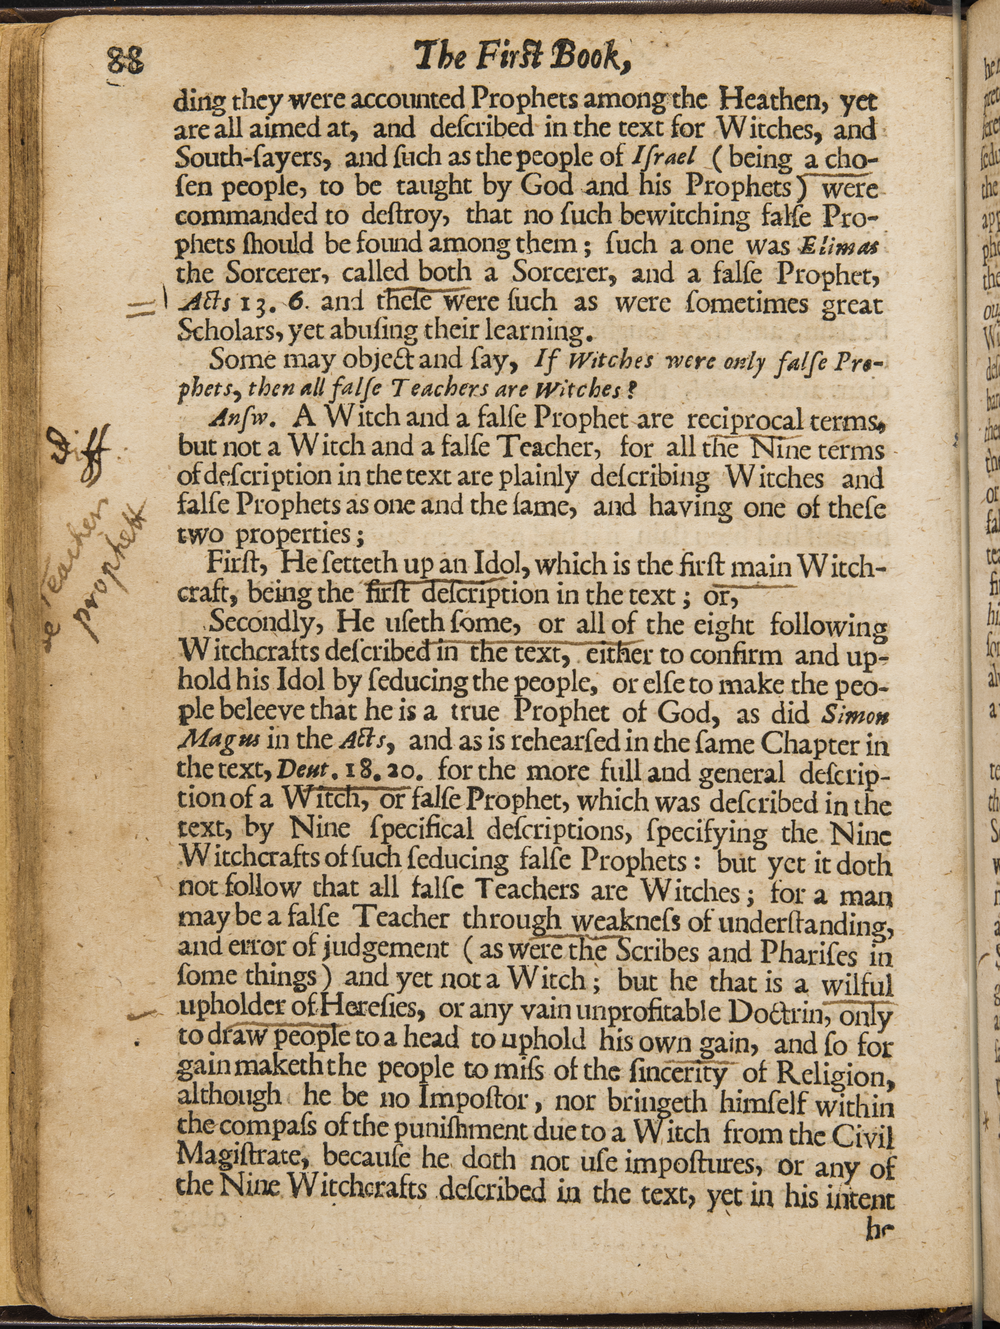 88
The First Book,
ding they were accounted Prophets among the Heathen, yet
are all aimed at, and deſcribed in the text for Witches, and
South-ſayers, and ſuch as the people of Iſrael (being a cho-
ſen people, to be taught by God and his Prophets) were
commanded to deſtroy, that no ſuch bewitching falſe Pro-
phets ſhould be found among them; ſuch a one was Elimas
the Sorcerer, called both a Sorcerer, and a falſe Prophet,
Acts 13. 6. and theſe were ſuch as were ſometimes great
Scholars, yet abuſing their learning.
Some may object and ſay, If Witches were only falſe Pro-
phets, then all falſe Teachers are Witches?
Anſw. A Witch and a falſe Prophet are reciprocal terms,
but not a Witch and a falſe Teacher, for all the Nine terms
of deſcription in the text are plainly deſcribing Witches and
falſe Prophets as one and the ſame, and having one of theſe
two properties;
Firſt, He ſetteth up an Idol, which is the firſt main Witch-
craft, being the firſt deſcription in the text; or,
Secondly, He uſeth ſome, or all of the eight following
Witchcrafts deſcribed in the text, either to confirm and up-
hold his Idol by ſeducing the people, or elſe to make the peo-
ple beleeve that he is a true Prophet of God, as did Simon
Magus in the Acts, and as is rehearſed in the ſame Chapter in
the text, Deut. 18. 20. for the more full and general deſcrip-
tion of a Witch, or falſe Prophet, which was deſcribed in the
text, by Nine ſpecifical deſcriptions, ſpecifying the Nine
Witchcrafts of ſuch ſeducing falſe Prophets: but yet it doth
not follow that all falſe Teachers are Witches; for a man
may be a falſe Teacher through weakneſs of underſtanding,
and error of judgement (as were the Scribes and Phariſes in
ſome things) and yet not a Witch; but he that is a wilful
upholder of Hereſies, or any vain unprofitable Doctrin, only
to draw people to a head to uphold his own gain, and ſo for
gain maketh the people to miſs of the ſincerity of Religion,
although he be no Impoſtor, nor bringeth himſelf within
the compaſs of the puniſhment due to a Witch from the Civil
Magiſtrate, becauſe he doth not uſe impoſtures, or any of
the Nine Witchcrafts deſcribed in the text, yet in his intent
he
Diff
Teacher
prophett